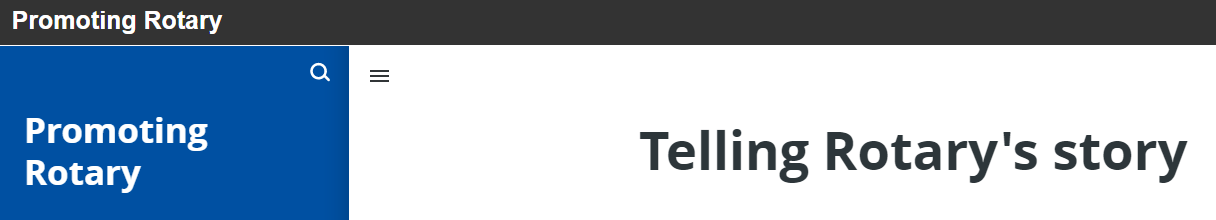 Promoting Rotary
Promoting
Rotary
Telling Rotary's story